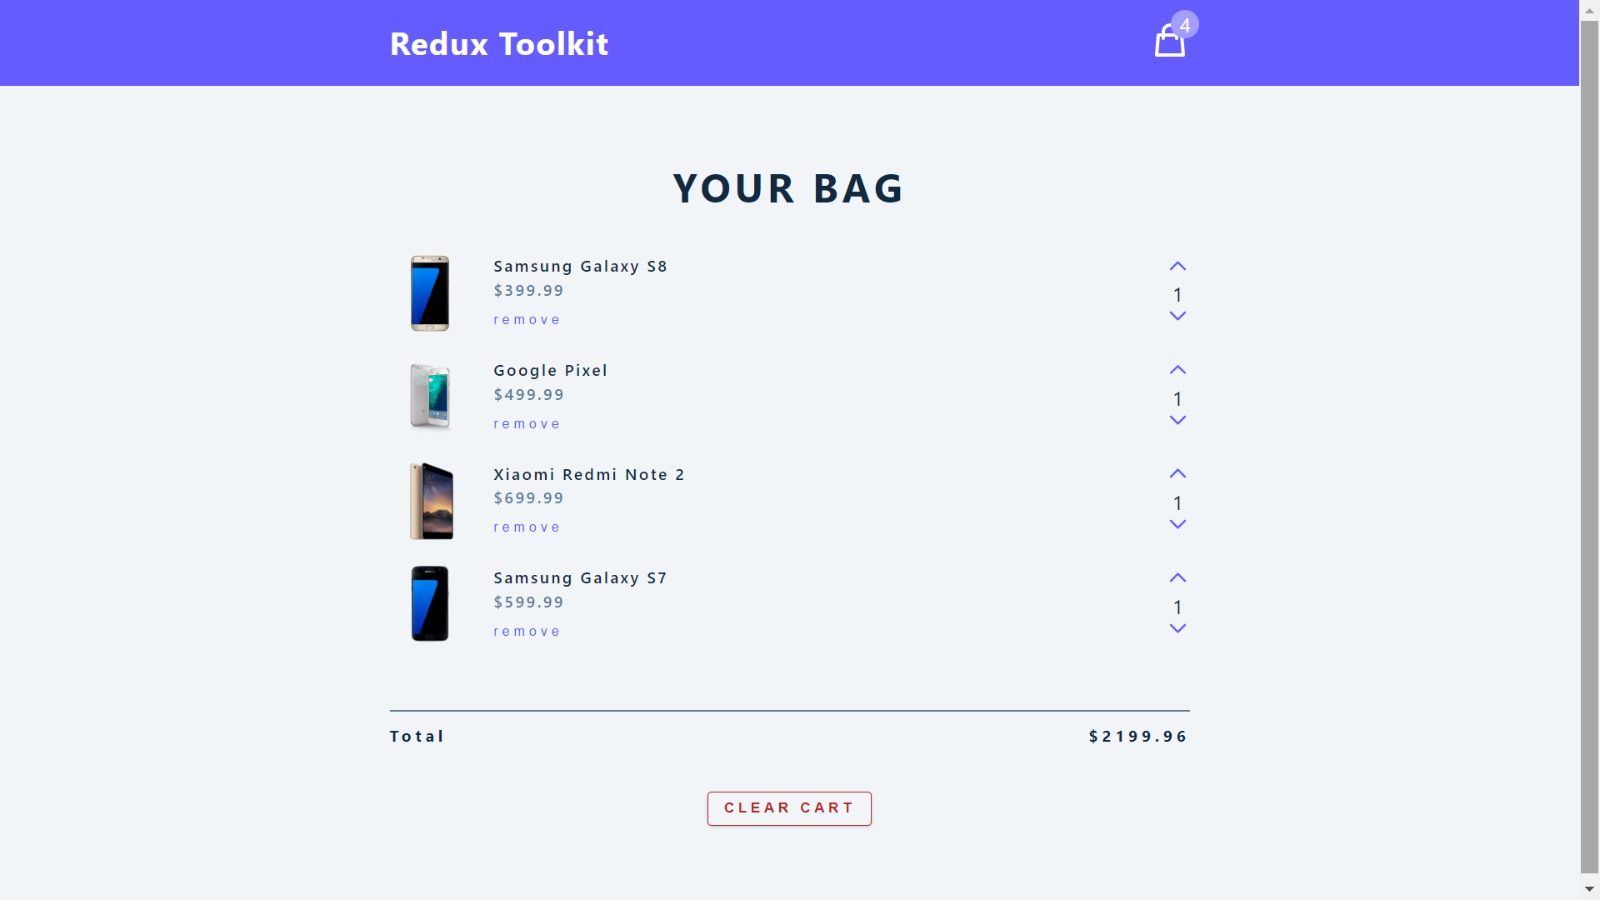 Redux Toolkit
4
YOUR BAG
Samsung Galaxy S8
$399.99
remove
1
Google Pixel
$499.99
remove
1
Xiaomi Redmi Note 2
$699.99
remove
1
Samsung Galaxy S7
$599.99
remove
1
Total $2199.96
CLEAR CART